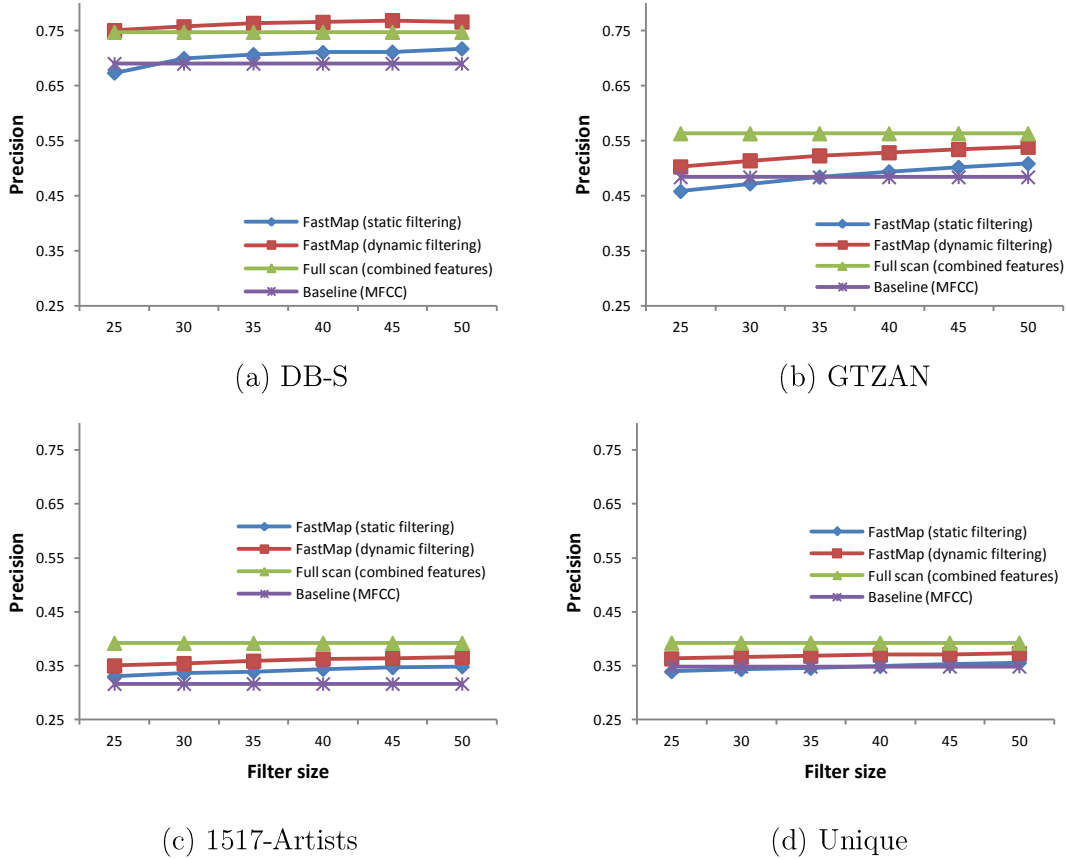 0.75
0.65
0.55
0.45
0.35
0.25
Precision
FastMap (static filtering)
FastMap (dynamic filtering)
Full scan (combined features)
Baseline (MFCC)
25 30 35 40 45 50
(a) DB-S
0.75
0.65
0.55
0.45
0.35
0.25
Precision
FastMap (static filtering)
FastMap (dynamic filtering)
Full scan (combined features)
Baseline (MFCC)
25 30 35 40 45 50
(b) GTZAN
0.75
0.65
0.55
0.45
0.35
0.25
Precision
FastMap (static filtering)
FastMap (dynamic filtering)
Full scan (combined features)
Baseline (MFCC)
25 30 35 40 45 50
Filter size
(c) 1517-Artists
0.75
0.65
0.55
0.45
0.35
0.25
Precision
FastMap (static filtering)
FastMap (dynamic filtering)
Full scan (combined features)
Baseline (MFCC)
25 30 35 40 45 50
Filter size
(d) Unique